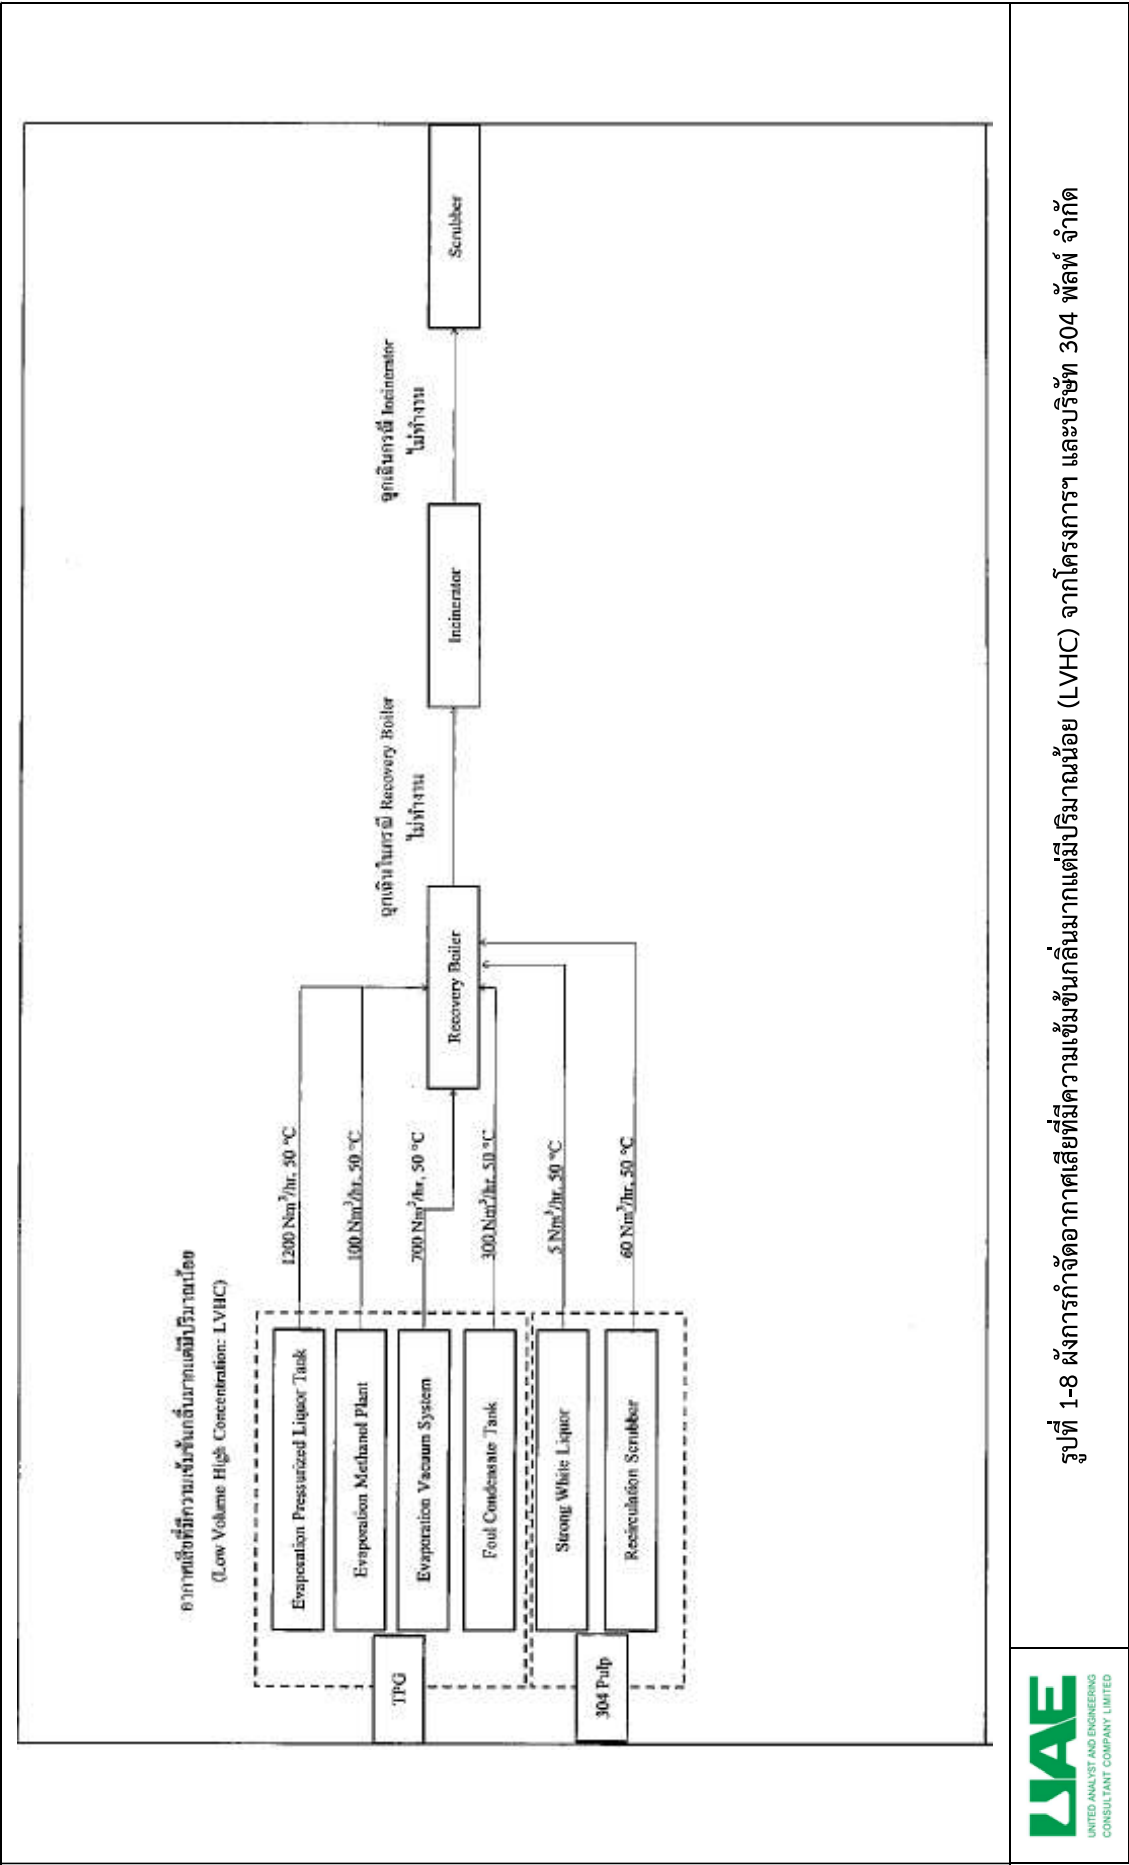 อากาศเสียที่มีความเข้มข้นกลิ่นมากแต่มีปริมาณน้อย
(Low Volume High Concentration: LVHC)
TPG
Evaporation Pressurized Liquor Tank
1200 Nm³/hr, 50 °C
Evaporation Methanol Plant
100 Nm³/hr, 50 °C
Evaporation Vacuum System
700 Nm³/hr, 50 °C
Foul Condensate Tank
300 Nm³/hr, 50 °C
304 Pulp
Strong White Liquor
5 Nm³/hr, 50 °C
Recirculation Scrubber
60 Nm³/hr, 50 °C
Recovery Boiler
ฉุกเฉินในกรณี Recovery Boiler
ไม่ทำงาน
Incinerator
ฉุกเฉินกรณี Incinerator
ไม่ทำงาน
Scrubber
UAE
UNITED ANALYST AND ENGINEERING
CONSULTANT COMPANY LIMITED
รูปที่ 1-8 ผังการกำจัดอากาศเสียที่มีความเข้มข้นกลิ่นมากแต่มีปริมาณน้อย (LVHC) จากโครงการฯ และบริษัท 304 พัลพ์ จำกัด